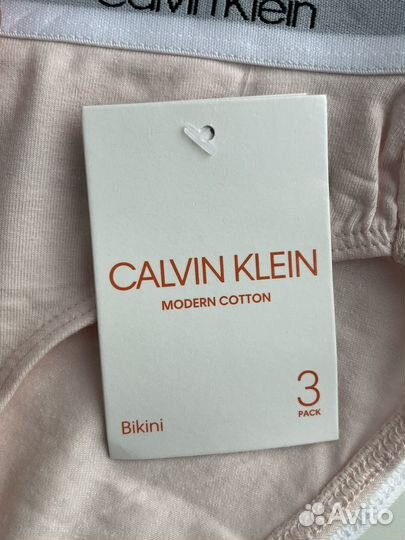 Calvin Klein
CALVIN KLEIN
MODERN COTTON
3
PACK
Bikini
Avito